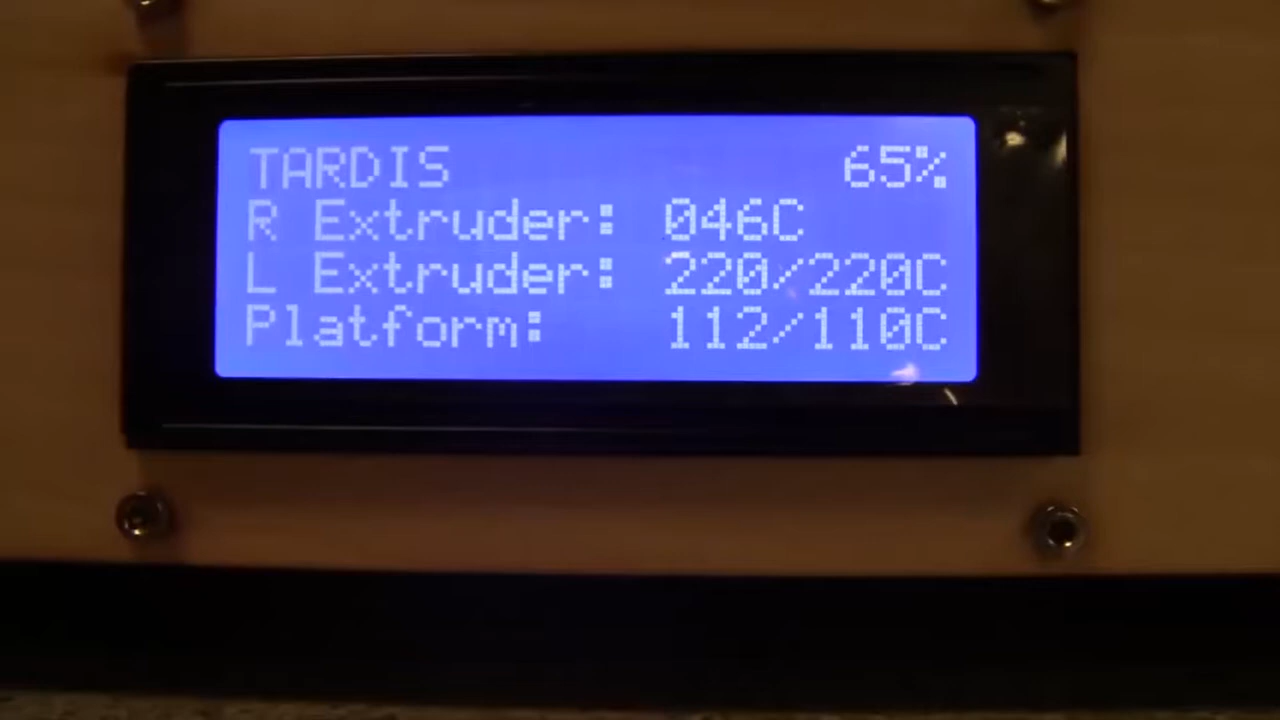 TARDIS 65%
R Extruder: 046C
L Extruder: 220/220C
Platform: 112/110C